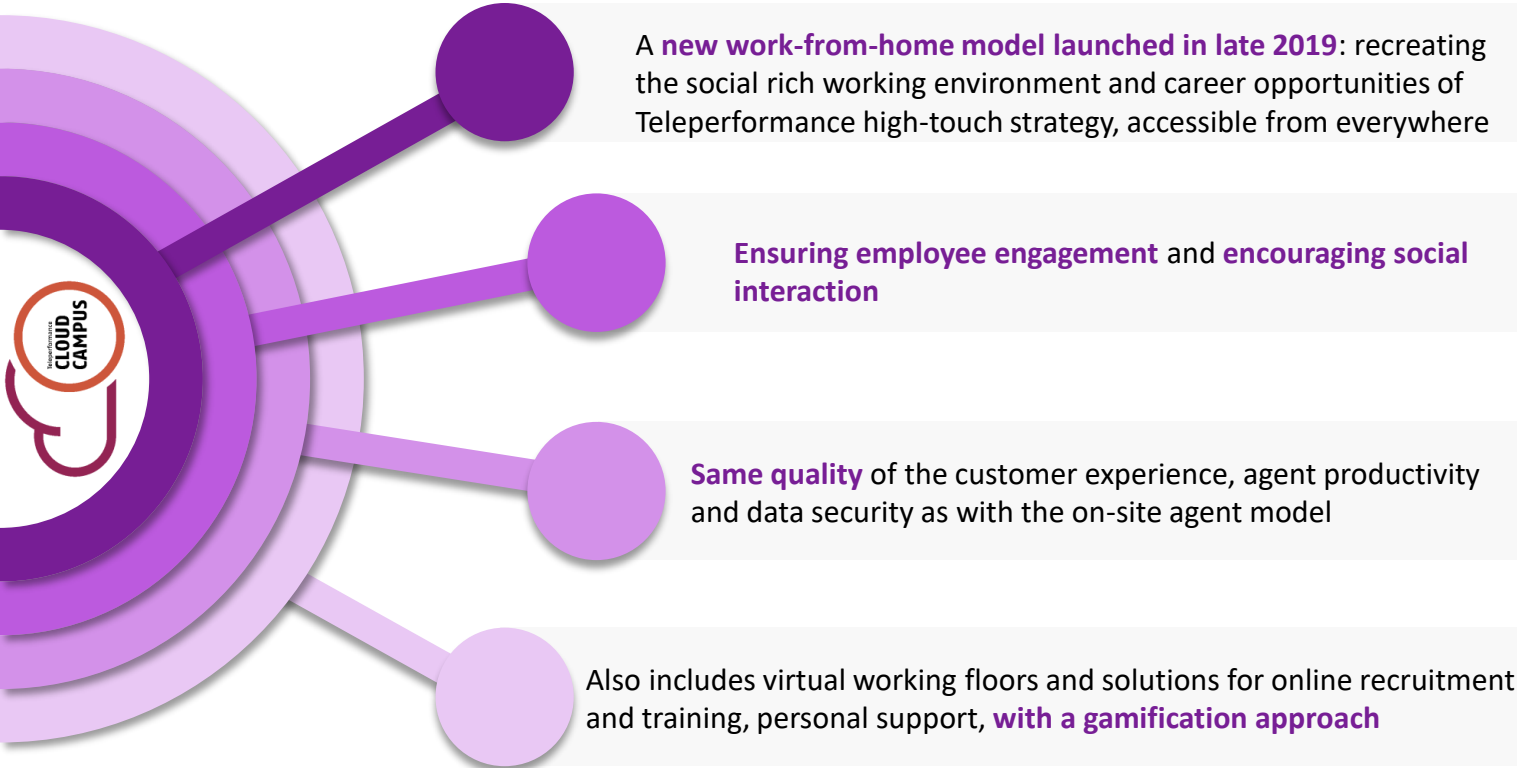 Teleperformance
CLOUD
CAMPUS
A new work-from-home model launched in late 2019: recreating
the social rich working environment and career opportunities of
Teleperformance high-touch strategy, accessible from everywhere
Ensuring employee engagement and encouraging social
interaction
Same quality of the customer experience, agent productivity
and data security as with the on-site agent model
Also includes virtual working floors and solutions for online recruitment
and training, personal support, with a gamification approach